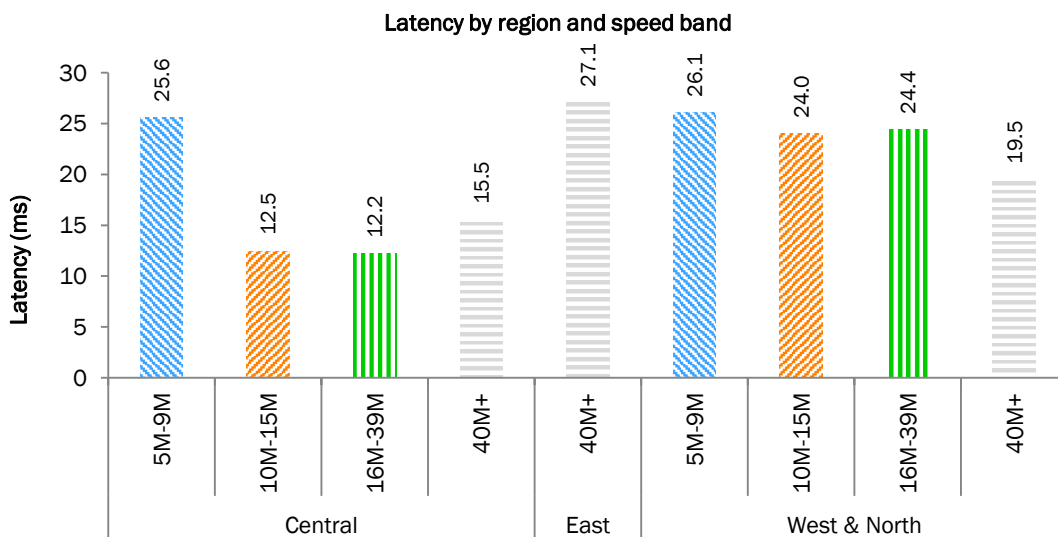 Latency by region and speed band
Latency (ms)
30
25
20
15
10
5
0
25.6
12.5
12.2
15.5
27.1
26.1
24.0
24.4
19.5
5M-9M
10M-15M
16M-39M
40M+
40M+
5M-9M
10M-15M
16M-39M
40M+
Central
East
West & North